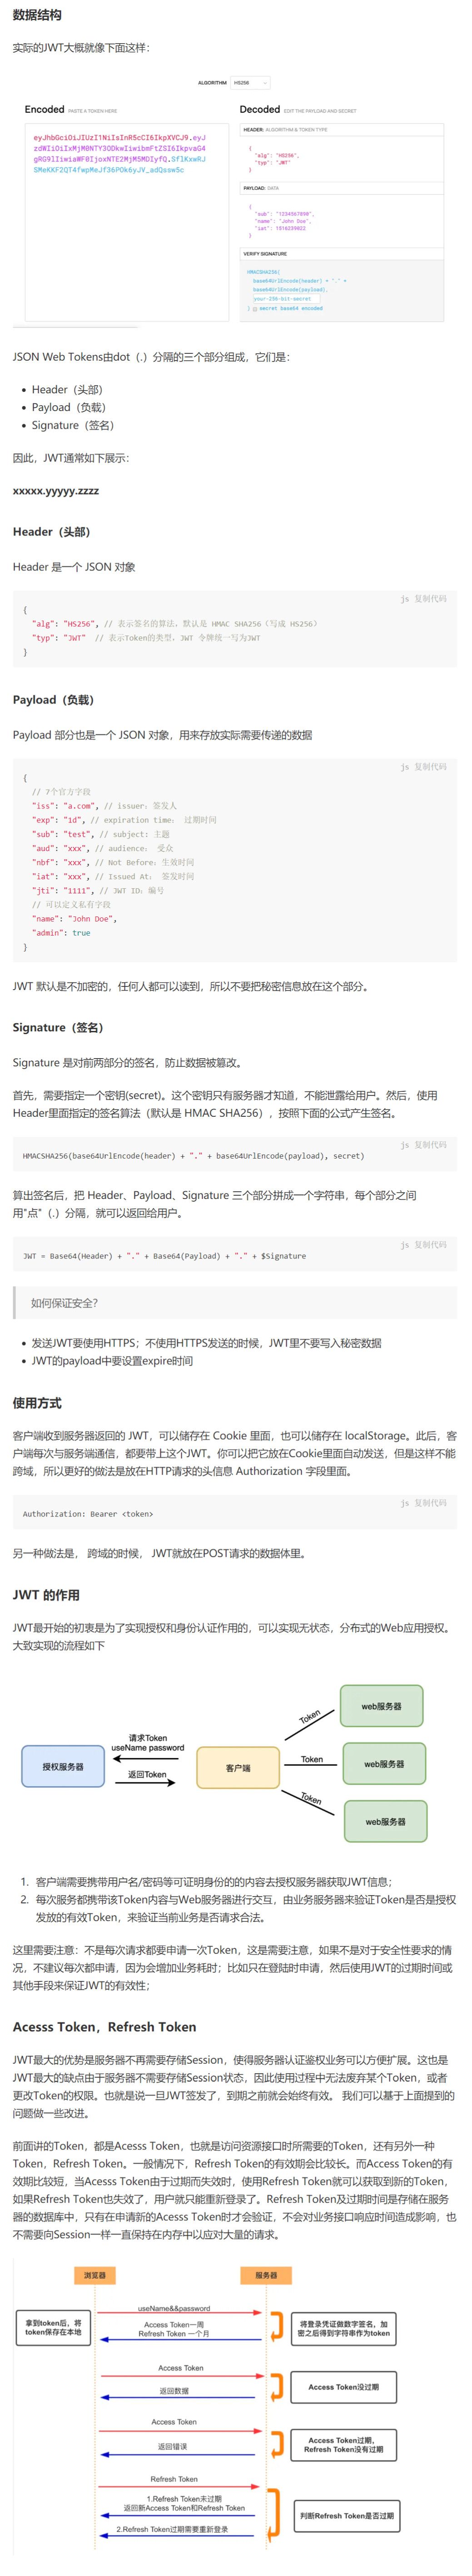 数据结构
实际的JWT大概就像下面这样：
ALGORITHM HS256
Encoded PASTE A TOKEN HERE
Decoded EDIT THE PAYLOAD AND SECRET
eyJhbGciOiJIUzI1NiIsInR5cCI6IkpXVCJ9.eyJ
zdWIiOiIxMjM0NTY3ODkwIiwibmFtZSI6IkpvaG4
gRG9lIiwiaWF0IjoxNTE2MjM5MDIyfQ.SflKxwRJ
SMeKKF2QT4fwpMeJf36POk6yJV_adQssw5c
HEADER: ALGORITHM & TOKEN TYPE
{
"alg": "HS256",
"typ": "JWT"
}
PAYLOAD: DATA
{
"sub": "1234567890",
"name": "John Doe",
"iat": 1516239022
}
VERIFY SIGNATURE
HMACSHA256(
base64UrlEncode(header) + "." +
base64UrlEncode(payload),
your-256-bit-secret
) secret base64 encoded
JSON Web Tokens由dot（.）分隔的三个部分组成，它们是：
• Header（头部）
• Payload（负载）
• Signature（签名）
因此，JWT通常如下展示：
xxxxx.yyyyy.zzzz
Header（头部）
Header 是一个 JSON 对象
js 复制代码
{
"alg": "HS256", // 表示签名的算法，默认是 HMAC SHA256（写成 HS256）
"typ": "JWT" // 表示Token的类型，JWT 令牌统一写为JWT
}
Payload（负载）
Payload 部分也是一个 JSON 对象，用来存放实际需要传递的数据
js 复制代码
{
// 7个官方字段
"iss": "a.com", // issuer：签发人
"exp": "1d", // expiration time： 过期时间
"sub": "test", // subject: 主题
"aud": "xxx", // audience： 受众
"nbf": "xxx", // Not Before：生效时间
"iat": "xxx", // Issued At： 签发时间
"jti": "1111", // JWT ID：编号
// 可以定义私有字段
"name": "John Doe",
"admin": true
}
JWT 默认是不加密的，任何人都可以读到，所以不要把秘密信息放在这个部分。
Signature（签名）
Signature 是对前两部分的签名，防止数据被篡改。
首先，需要指定一个密钥(secret)。这个密钥只有服务器才知道，不能泄露给用户。然后，使用
Header里面指定的签名算法（默认是 HMAC SHA256），按照下面的公式产生签名。
js 复制代码
HMACSHA256(base64UrlEncode(header) + "." + base64UrlEncode(payload), secret)
算出签名后，把 Header、Payload、Signature 三个部分拼成一个字符串，每个部分之间
用"点"（.）分隔，就可以返回给用户。
js 复制代码
JWT = Base64(Header) + "." + Base64(Payload) + "." + $Signature
如何保证安全？
• 发送JWT要使用HTTPS；不使用HTTPS发送的时候，JWT里不要写入秘密数据
• JWT的payload中要设置expire时间
使用方式
客户端收到服务器返回的 JWT，可以储存在 Cookie 里面，也可以储存在 localStorage。此后，客
户端每次与服务端通信，都要带上这个JWT。你可以把它放在Cookie里面自动发送，但是这样不能
跨域，所以更好的做法是放在HTTP请求的头信息 Authorization 字段里面。
js 复制代码
Authorization: Bearer <token>
另一种做法是， 跨域的时候， JWT就放在POST请求的数据体里。
JWT 的作用
JWT最开始的初衷是为了实现授权和身份认证作用的，可以实现无状态，分布式的Web应用授权。
大致实现的流程如下
授权服务器
请求Token
useName password
返回Token
客户端
Token
Token
Token
web服务器
web服务器
web服务器
1. 客户端需要携带用户名/密码等可证明身份的的内容去授权服务器获取JWT信息；
2. 每次服务都携带该Token内容与Web服务器进行交互，由业务服务器来验证Token是否是授权
发放的有效Token，来验证当前业务是否请求合法。
这里需要注意：不是每次请求都要申请一次Token，这是需要注意，如果不是对于安全性要求的情
况，不建议每次都申请，因为会增加业务耗时；比如只在登陆时申请，然后使用JWT的过期时间或
其他手段来保证JWT的有效性；
Acesss Token，Refresh Token
JWT最大的优势是服务器不再需要存储Session，使得服务器认证鉴权业务可以方便扩展。这也是
JWT最大的缺点由于服务器不需要存储Session状态，因此使用过程中无法废弃某个Token，或者
更改Token的权限。也就是说一旦JWT签发了，到期之前就会始终有效。 我们可以基于上面提到的
问题做一些改进。
前面讲的Token，都是Acesss Token，也就是访问资源接口时所需要的Token，还有另外一种
Token，Refresh Token。一般情况下，Refresh Token的有效期会比较长。而Access Token的有
效期比较短，当Acesss Token由于过期而失效时，使用Refresh Token就可以获取到新的Token，
如果Refresh Token也失效了，用户就只能重新登录了。Refresh Token及过期时间是存储在服务
器的数据库中，只有在申请新的Acesss Token时才会验证，不会对业务接口响应时间造成影响，也
不需要向Session一样一直保持在内存中以应对大量的请求。
浏览器
服务器
拿到token后，将
token保存在本地
useName&&password
Access Token一周
Refresh Token 一个月
将登录凭证做数字签名，加
密之后得到字符串作为token
Access Token
返回数据
Access Token没过期
Access Token
返回错误
Access Token过期，
Refresh Token没有过期
Refresh Token
1.Refresh Token未过期
返回新Access Token和Refresh Token
2.Refresh Token过期需要重新登录
判断Refresh Token是否过期